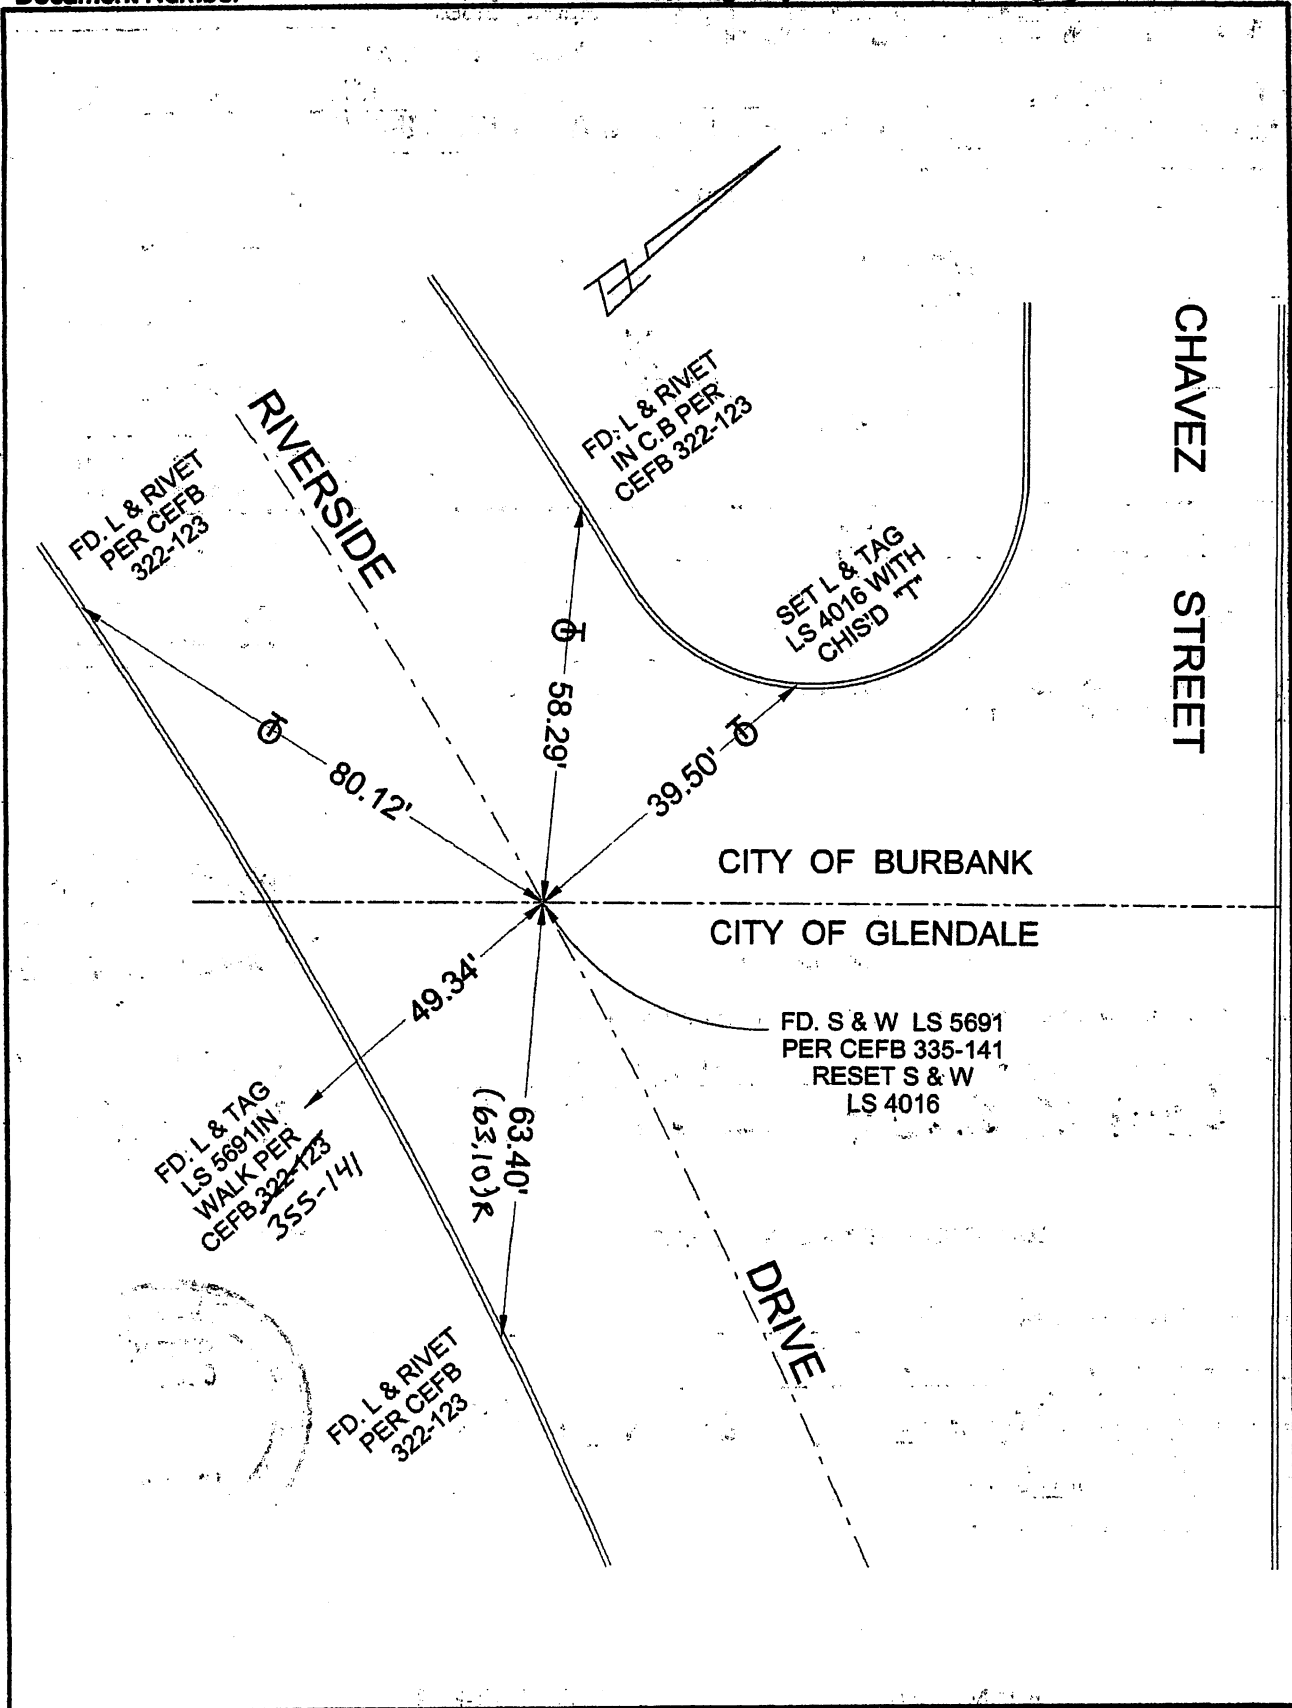 Document Number
FD. L & RIVET
IN C.B PER
CEFB 322-123
CHAVEZ STREET
RIVERSIDE
FD. L & RIVET
PER CEFB
322-123
SET L & TAG
LS 4016 WITH
CHIS'D "T"
58.29'
80.12'
39.50'
CITY OF BURBANK
CITY OF GLENDALE
49.34'
FD. S & W LS 5691
PER CEFB 335-141
RESET S & W
LS 4016
63.40'
(63.10)R
FD. L & TAG
LS 5691IN
WALK PER
CEFB 322-123
355-141
DRIVE
FD. L & RIVET
PER CEFB
322-123